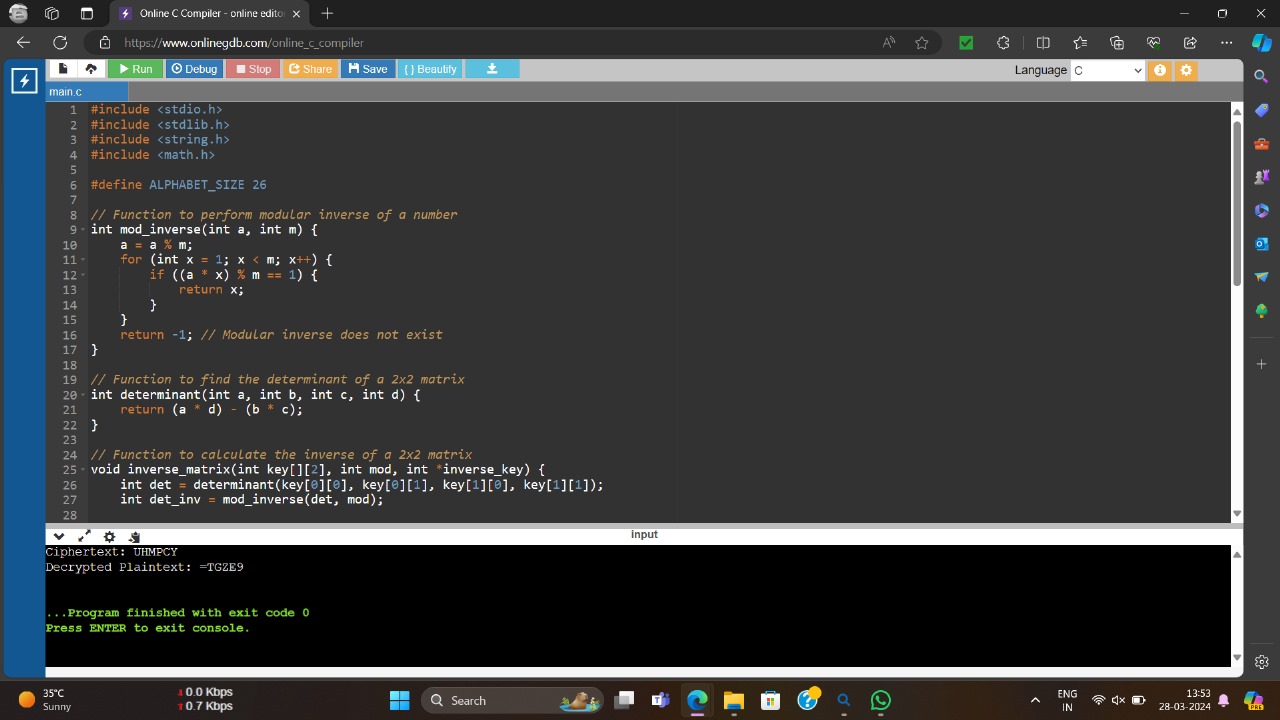 Online C Compiler - online edito
https://www.onlinegdb.com/online_c_compiler
Run Debug Stop Share Save {} Beautify Language C
main.c
1 #include <stdio.h>
2 #include <stdlib.h>
3 #include <string.h>
4 #include <math.h>
5
6 #define ALPHABET_SIZE 26
7
8 // Function to perform modular inverse of a number
9 int mod_inverse(int a, int m) {
10 a = a % m;
11 for (int x = 1; x < m; x++) {
12 if ((a * x) % m == 1) {
13 return x;
14 }
15 }
16 return -1; // Modular inverse does not exist
17 }
18
19 // Function to find the determinant of a 2x2 matrix
20 int determinant(int a, int b, int c, int d) {
21 return (a * d) - (b * c);
22 }
23
24 // Function to calculate the inverse of a 2x2 matrix
25 void inverse_matrix(int key[][2], int mod, int *inverse_key) {
26 int det = determinant(key[0][0], key[0][1], key[1][0], key[1][1]);
27 int det_inv = mod_inverse(det, mod);
28
input
Ciphertext: UHMPCY
Decrypted Plaintext: =TGZE9
...Program finished with exit code 0
Press ENTER to exit console.
35°C
Sunny
0.0 Kbps
0.7 Kbps
Search
ENG
IN
13:53
28-03-2024